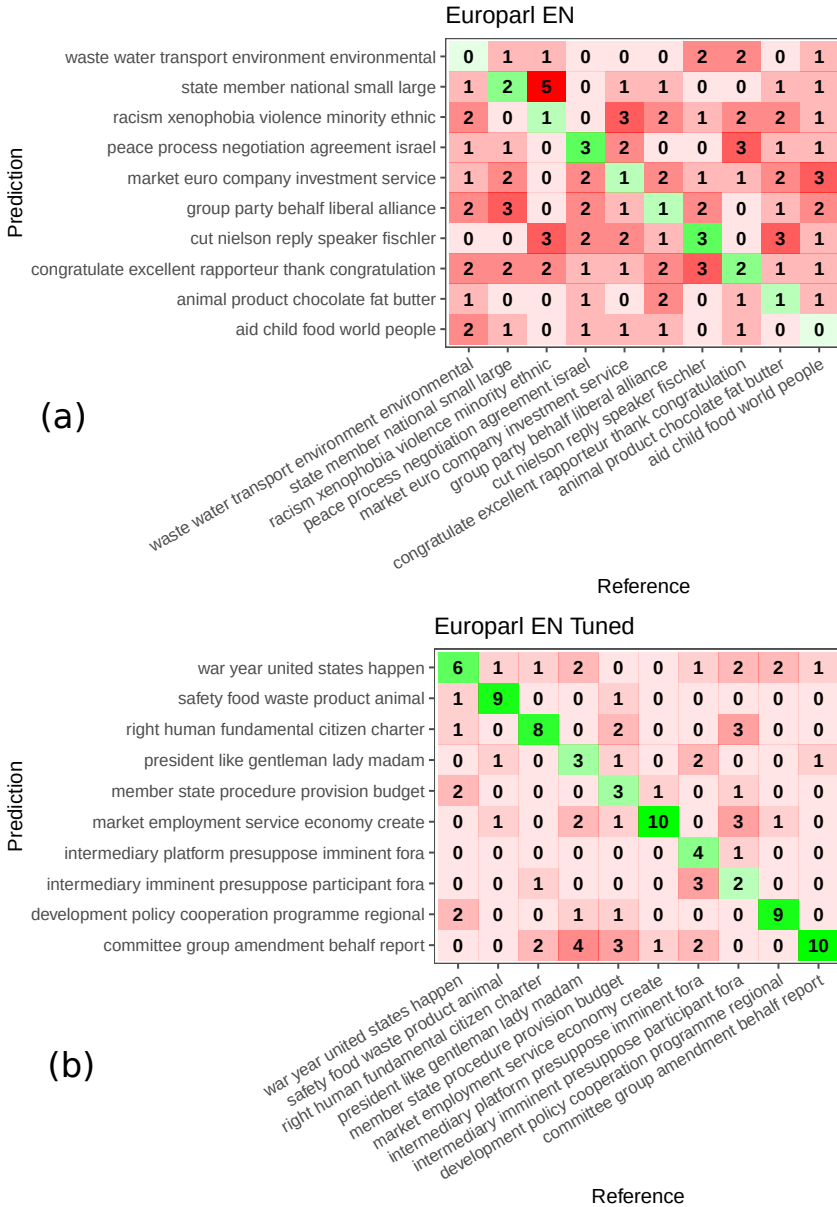 Europarl EN
Prediction
waste water transport environment environmental 0 1 1 0 0 0 2 2 0 1
state member national small large 1 2 5 0 1 1 0 0 1 1
racism xenophobia violence minority ethnic 2 0 1 0 3 2 1 2 2 1
peace process negotiation agreement israel 1 1 0 3 2 0 0 3 1 1
market euro company investment service 1 2 0 2 1 2 1 1 2 3
group party behalf liberal alliance 2 3 0 2 1 1 2 0 1 2
cut nielson reply speaker fischler 0 0 3 2 2 1 3 0 3 1
congratulate excellent rapporteur thank congratulation 2 2 2 1 1 2 3 2 1 1
animal product chocolate fat butter 1 0 0 1 0 2 0 1 1 1
aid child food world people 2 1 0 1 1 1 0 1 0 0
waste water transport environment environmental
state member national small large
racism xenophobia violence minority ethnic
peace process negotiation agreement israel
market euro company investment service
group party behalf liberal alliance
cut nielson reply speaker fischler
congratulate excellent rapporteur thank congratulation
animal product chocolate fat butter
aid child food world people
(a)
Reference
Europarl EN Tuned
Prediction
war year united states happen 6 1 1 2 0 0 1 2 2 1
safety food waste product animal 1 9 0 0 1 0 0 0 0 0
right human fundamental citizen charter 1 0 8 0 2 0 0 3 0 0
president like gentleman lady madam 0 1 0 3 1 0 2 0 0 1
member state procedure provision budget 2 0 0 0 3 1 0 1 0 0
market employment service economy create 0 1 0 2 1 10 0 3 1 0
intermediary platform presuppose imminent fora 0 0 0 0 0 0 4 1 0 0
intermediary imminent presuppose participant fora 0 0 1 0 0 0 3 2 0 0
development policy cooperation programme regional 2 0 0 1 1 0 0 0 9 0
committee group amendment behalf report 0 0 2 4 3 1 2 0 0 10
war year united states happen
safety food waste product animal
right human fundamental citizen charter
president like gentleman lady madam
member state procedure provision budget
market employment service economy create
intermediary platform presuppose imminent fora
intermediary imminent presuppose participant fora
development policy cooperation programme regional
committee group amendment behalf report
(b)
Reference